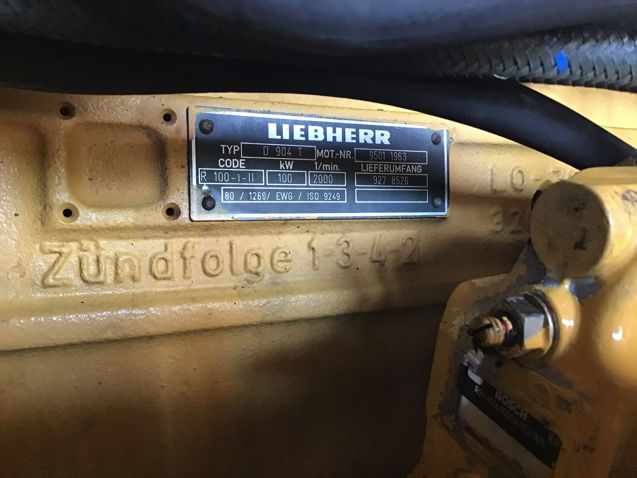 LIEBHERR
TYP D 904 T MOT.-NR. 9501 1963
CODE kW 1/min. LIEFERUMFANG
R 100-1-II 100 2000 927 8526
80 / 1269/ EWG / ISO 9249
Zündfolge 1-3-4-2
BOSCH